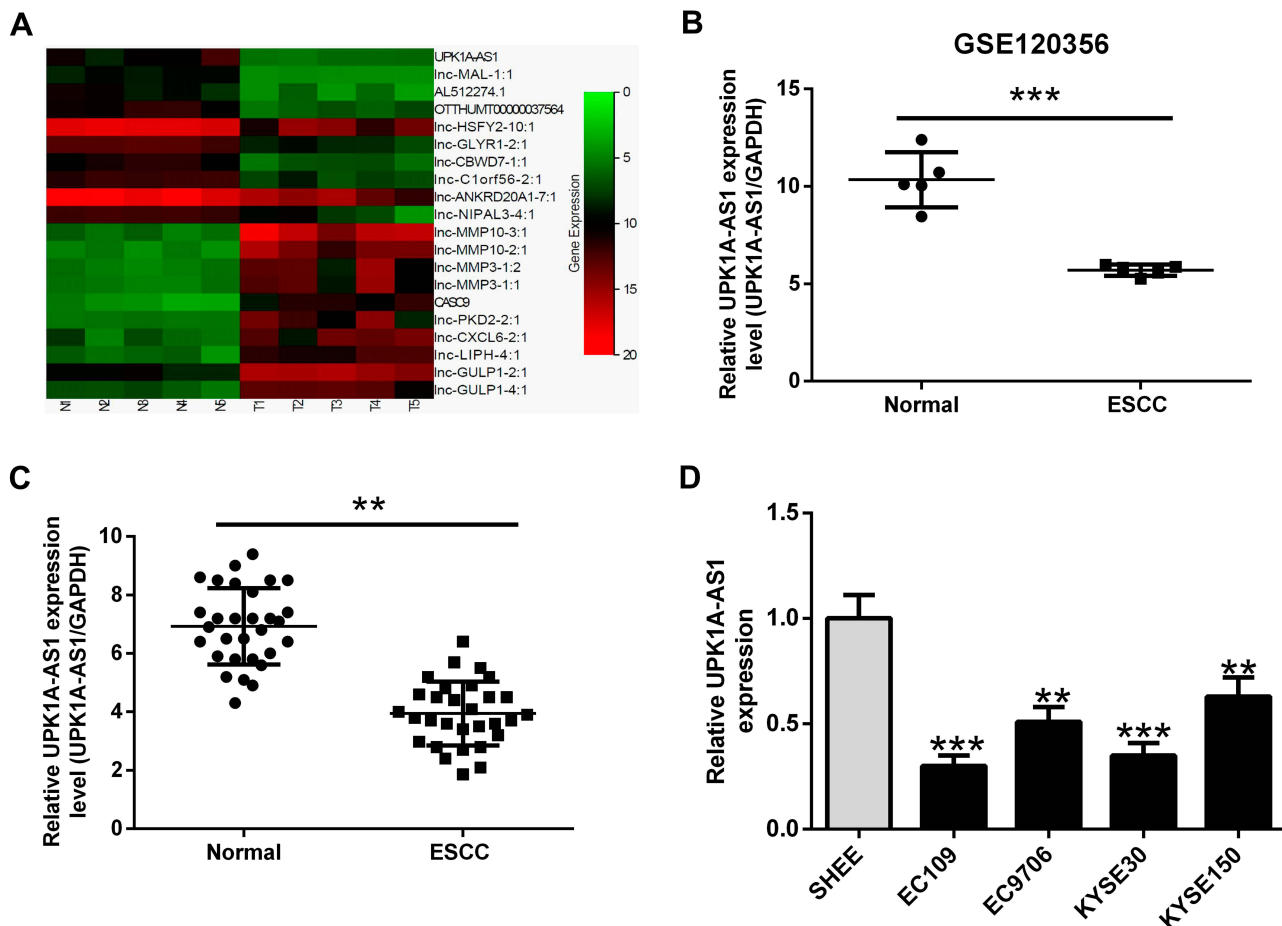 A
UPK1A-AS1
lnc-MAL-1:1
AL512274.1
OTTHUMT00000037564
lnc-HSFY2-10:1
lnc-GLYR1-2:1
lnc-CBWD7-1:1
lnc-C1orf56-2:1
lnc-ANKRD20A1-7:1
lnc-NIPAL3-4:1
lnc-MMP10-3:1
lnc-MMP10-2:1
lnc-MMP3-1:2
lnc-MMP3-1:1
CASC9
lnc-PKD2-2:1
lnc-CXCL6-2:1
lnc-LIPH-4:1
lnc-GULP1-2:1
lnc-GULP1-4:1
N1 N2 N3 N4 N5 T1 T2 T3 T4 T5
Gene Expression
0
5
10
15
20
B
GSE120356
Relative UPK1A-AS1 expression
level (UPK1A-AS1/GAPDH)
15
10
5
0
***
Normal ESCC
C
Relative UPK1A-AS1 expression
level (UPK1A-AS1/GAPDH)
10
8
6
4
2
0
**
Normal ESCC
D
Relative UPK1A-AS1
expression
1.5
1.0
0.5
0.0
*** ** *** **
SHEE EC109 EC9706 KYSE30 KYSE150